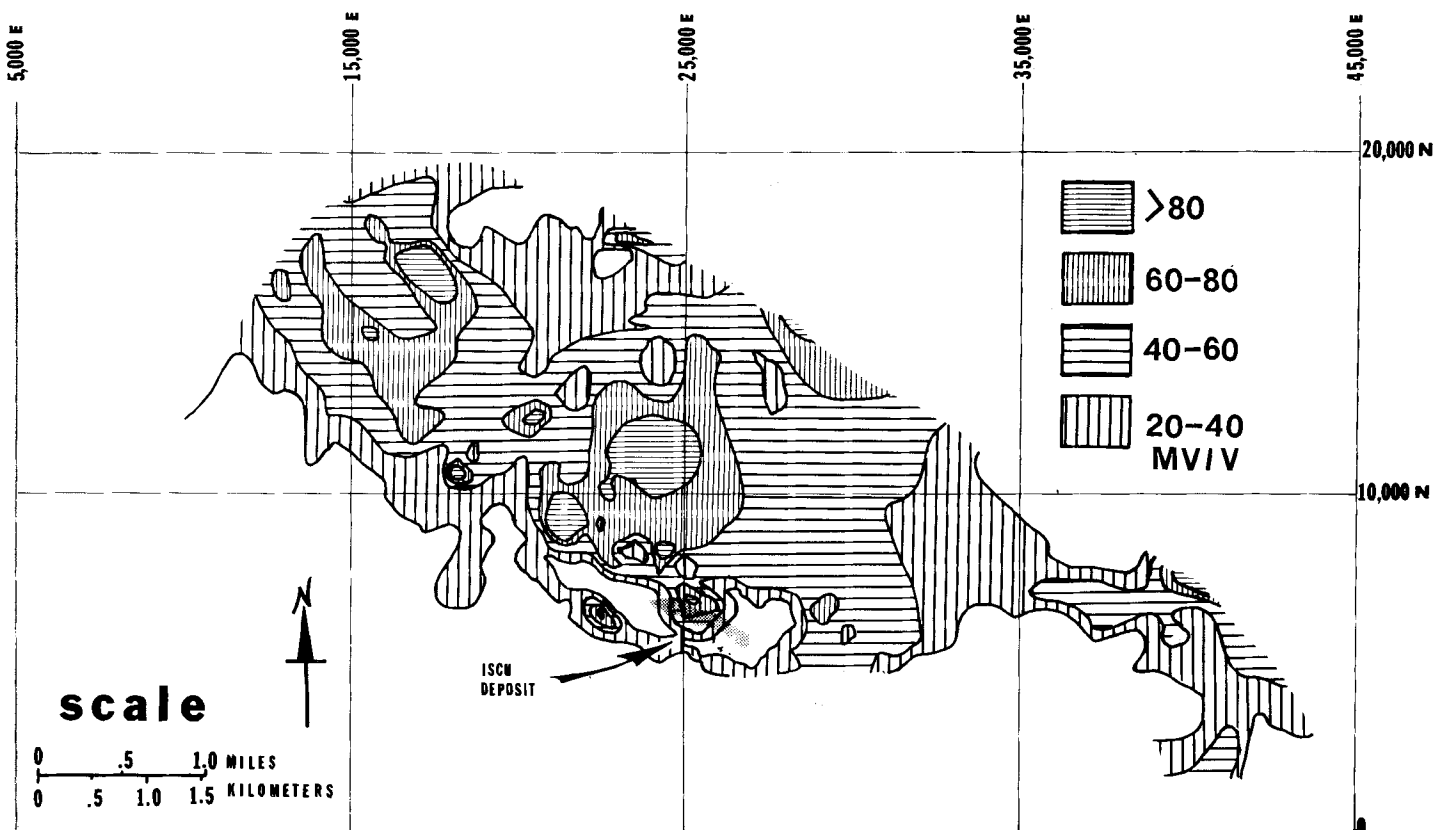 5,000 E
15,000 E
25,000 E
35,000 E
45,000 E
20,000 N
>80
60-80
40-60
20-40
MV/V
10,000 N
N
ISCU
DEPOSIT
scale
0 .5 1.0 MILES
0 .5 1.0 1.5 KILOMETERS
0